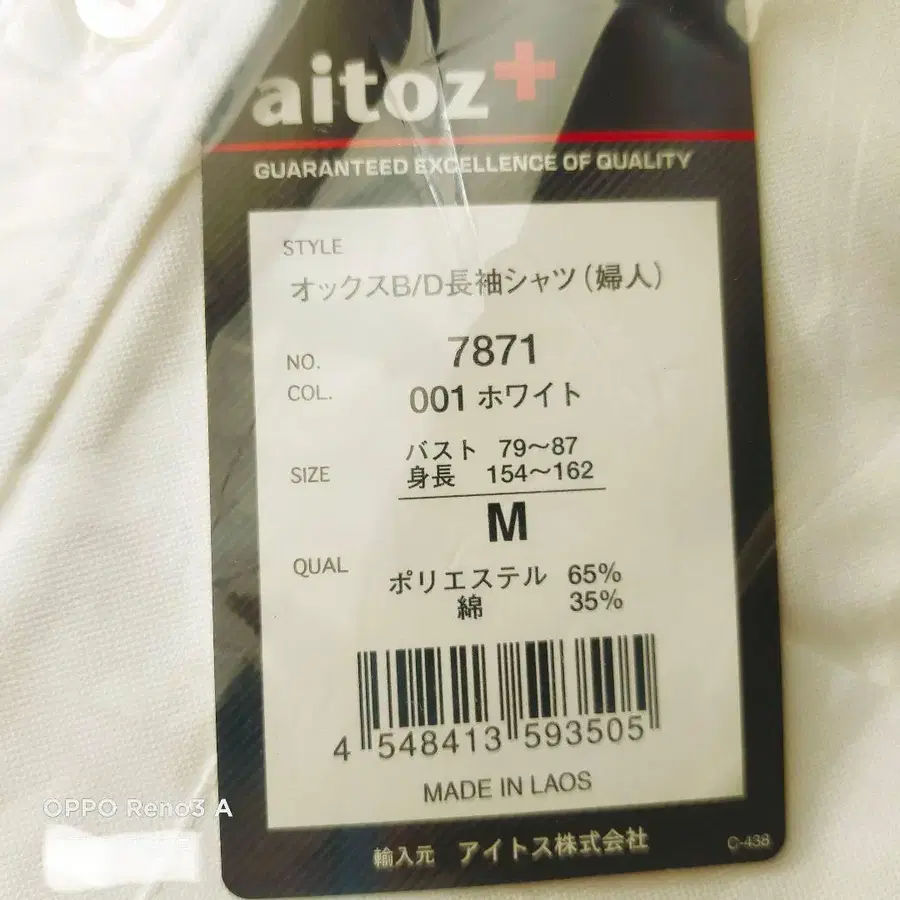 aitoz+
GUARANTEED EXCELLENCE OF QUALITY
STYLE
オックスB/D長袖シャツ(婦人)
NO. 7871
COL. 001 ホワイト
バスト 79〜87
SIZE 身長 154〜162
M
QUAL ポリエステル 65%
綿 35%
4 548413 593505
MADE IN LAOS
輸入元 アイトス株式会社
C-438
OPPO Reno3 A